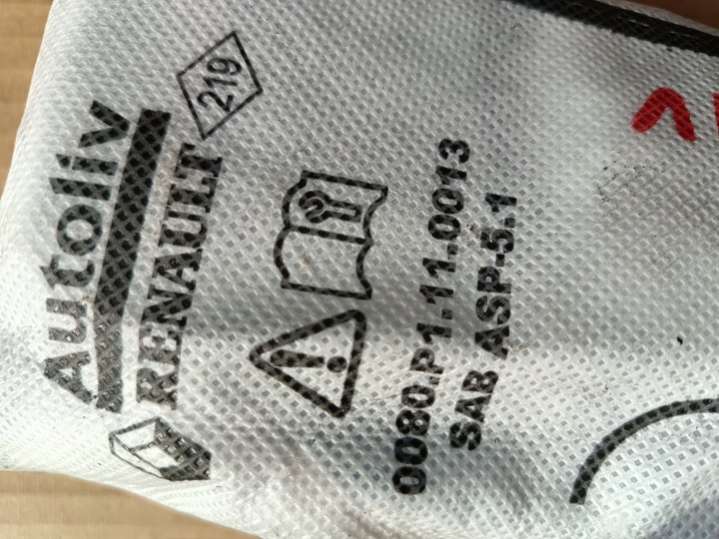 Autoliv
RENAULT
219
0080.P1.11.0013
SAB ASP-5.1